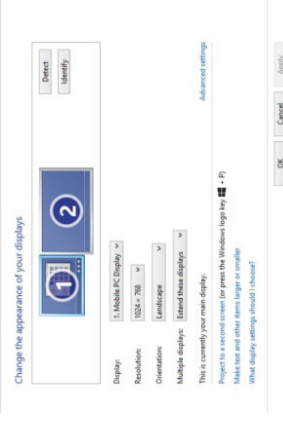 Change the appearance of your displays
1
2
Detect
Identify
Display: 1. Mobile PC Display
Resolution: 1024 × 768
Orientation: Landscape
Multiple displays: Extend these displays
This is currently your main display.
Advanced settings
Project to a second screen (or press the Windows logo key + P)
Make text and other items larger or smaller
What display settings should I choose?
OK Cancel Apply